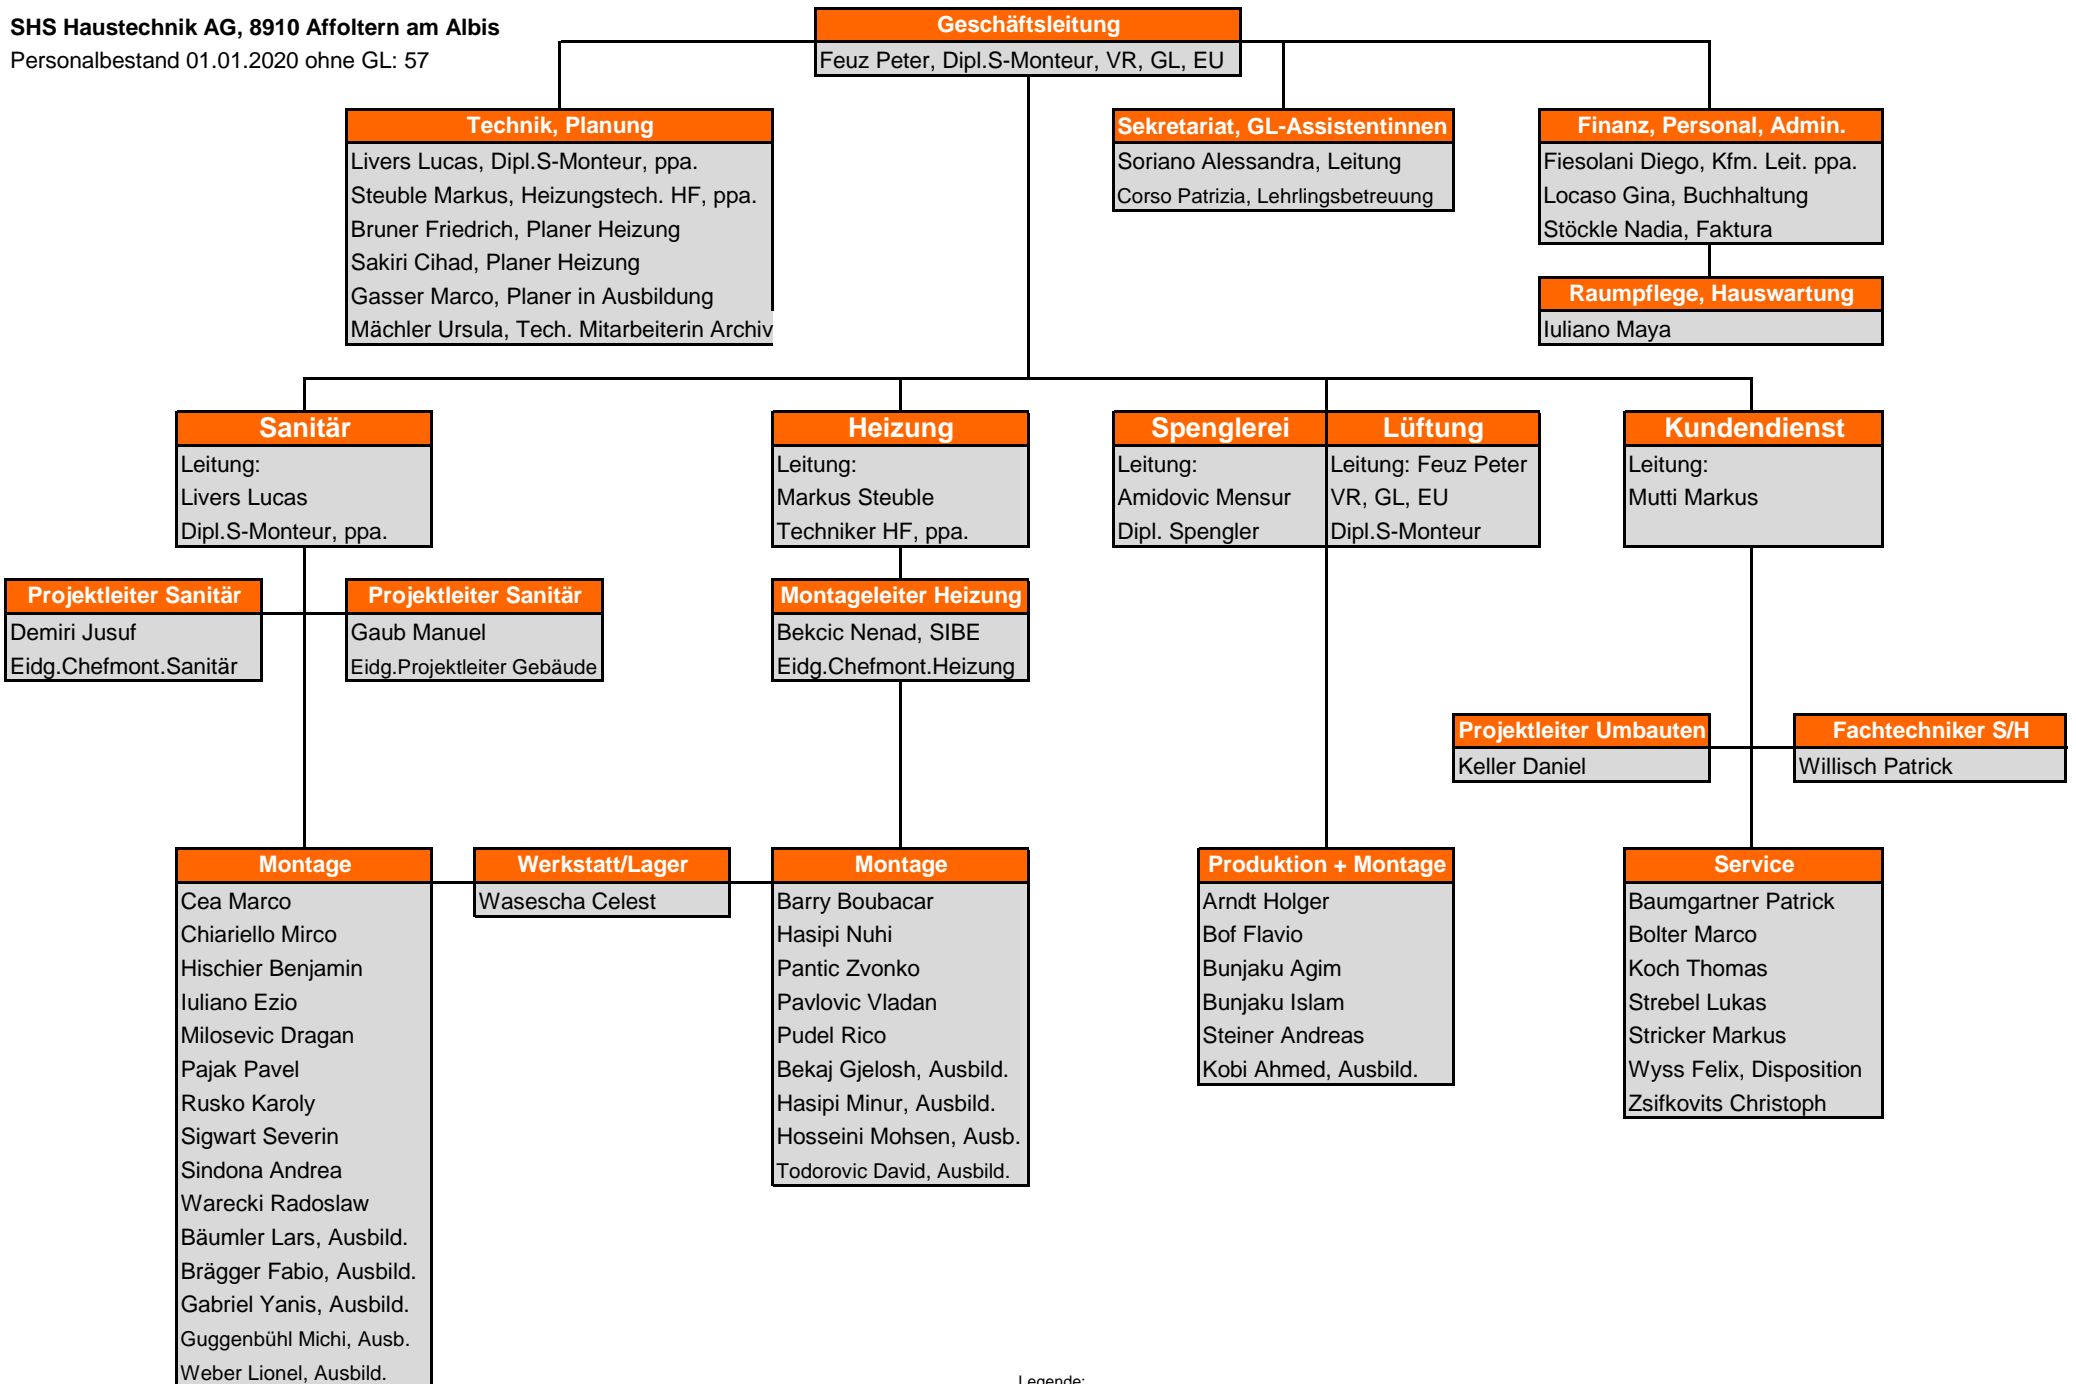 SHS Haustechnik AG, 8910 Affoltern am Albis
Personalbestand 01.01.2020 ohne GL: 57
Geschäftsleitung
Feuz Peter, Dipl.S-Monteur, VR, GL, EU
Technik, Planung
Livers Lucas, Dipl.S-Monteur, ppa.
Steuble Markus, Heizungstech. HF, ppa.
Bruner Friedrich, Planer Heizung
Sakiri Cihad, Planer Heizung
Gasser Marco, Planer in Ausbildung
Mächler Ursula, Tech. Mitarbeiterin Archiv
Sekretariat, GL-Assistentinnen
Soriano Alessandra, Leitung
Corso Patrizia, Lehrlingsbetreuung
Finanz, Personal, Admin.
Fiesolani Diego, Kfm. Leit. ppa.
Locaso Gina, Buchhaltung
Stöckle Nadia, Faktura
Raumpflege, Hauswartung
Iuliano Maya
Sanitär
Leitung:
Livers Lucas
Dipl.S-Monteur, ppa.
Heizung
Leitung:
Markus Steuble
Techniker HF, ppa.
Spenglerei
Leitung:
Amidovic Mensur
Dipl. Spengler
Lüftung
Leitung: Feuz Peter
VR, GL, EU
Dipl.S-Monteur
Kundendienst
Leitung:
Mutti Markus
Projektleiter Sanitär
Demiri Jusuf
Eidg.Chefmont.Sanitär
Projektleiter Sanitär
Gaub Manuel
Eidg.Projektleiter Gebäude
Montageleiter Heizung
Bekcic Nenad, SIBE
Eidg.Chefmont.Heizung
Projektleiter Umbauten
Keller Daniel
Fachtechniker S/H
Willisch Patrick
Montage
Cea Marco
Chiariello Mirco
Hischier Benjamin
Iuliano Ezio
Milosevic Dragan
Pajak Pavel
Rusko Karoly
Sigwart Severin
Sindona Andrea
Warecki Radoslaw
Bäumler Lars, Ausbild.
Brägger Fabio, Ausbild.
Gabriel Yanis, Ausbild.
Guggenbühl Michi, Ausb.
Weber Lionel, Ausbild.
Werkstatt/Lager
Wasescha Celest
Montage
Barry Boubacar
Hasipi Nuhi
Pantic Zvonko
Pavlovic Vladan
Pudel Rico
Bekaj Gjelosh, Ausbild.
Hasipi Minur, Ausbild.
Hosseini Mohsen, Ausb.
Todorovic David, Ausbild.
Produktion + Montage
Arndt Holger
Bof Flavio
Bunjaku Agim
Bunjaku Islam
Steiner Andreas
Kobi Ahmed, Ausbild.
Service
Baumgartner Patrick
Bolter Marco
Koch Thomas
Strebel Lukas
Stricker Markus
Wyss Felix, Disposition
Zsifkovits Christoph
Legende: